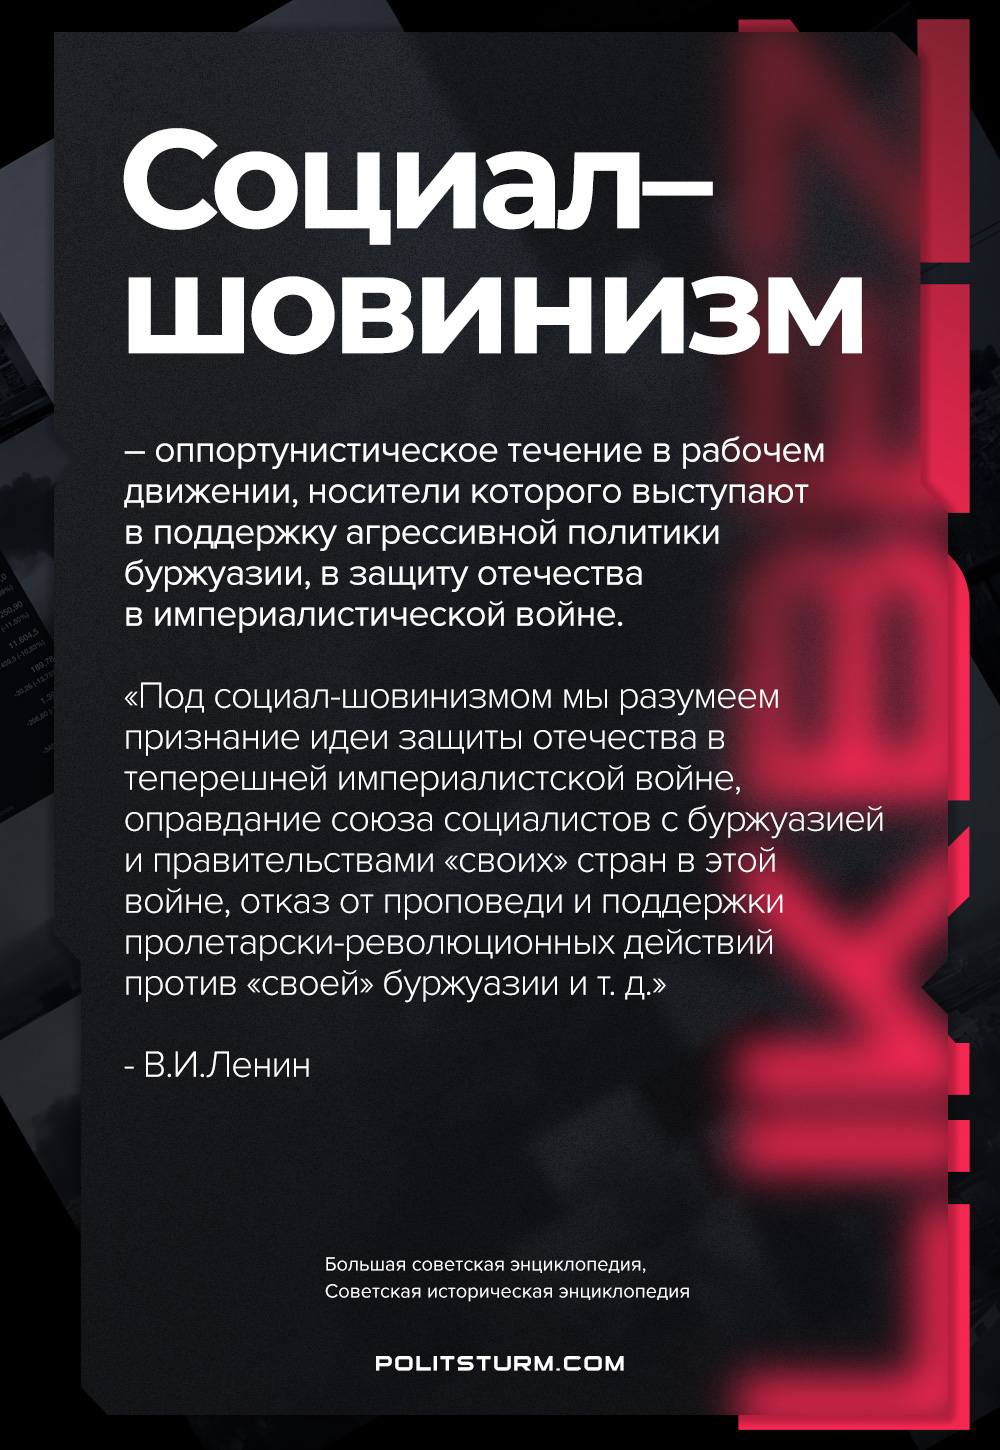 Социал–
шовинизм
– оппортунистическое течение в рабочем
движении, носители которого выступают
в поддержку агрессивной политики
буржуазии, в защиту отечества
в империалистической войне.
«Под социал-шовинизмом мы разумеем
признание идеи защиты отечества в
теперешней империалистской войне,
оправдание союза социалистов с буржуазией
и правительствами «своих» стран в этой
войне, отказ от проповеди и поддержки
пролетарски-революционных действий
против «своей» буржуазии и т. д.»
- В.И.Ленин
Большая советская энциклопедия,
Советская историческая энциклопедия
POLITSTURM.COM
LIKBEZ